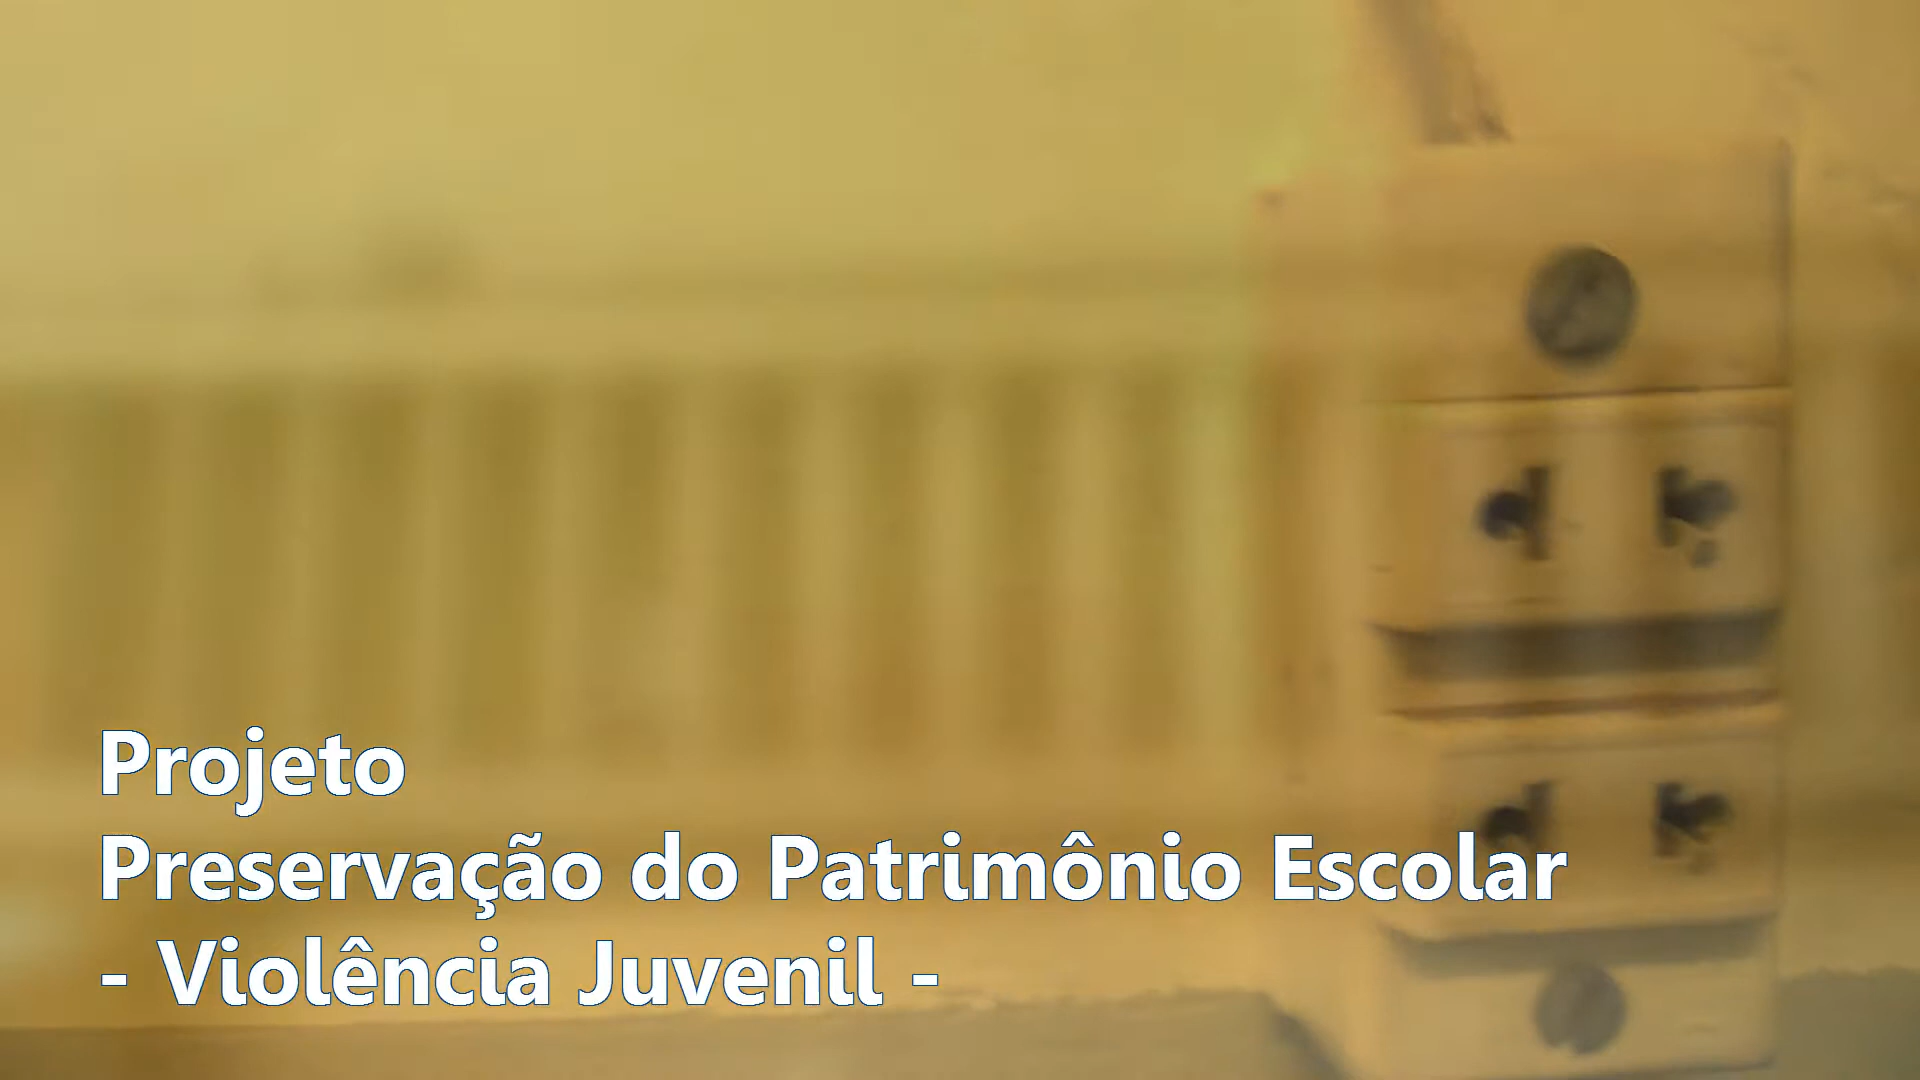 Projeto
Preservação do Patrimônio Escolar
- Violência Juvenil -